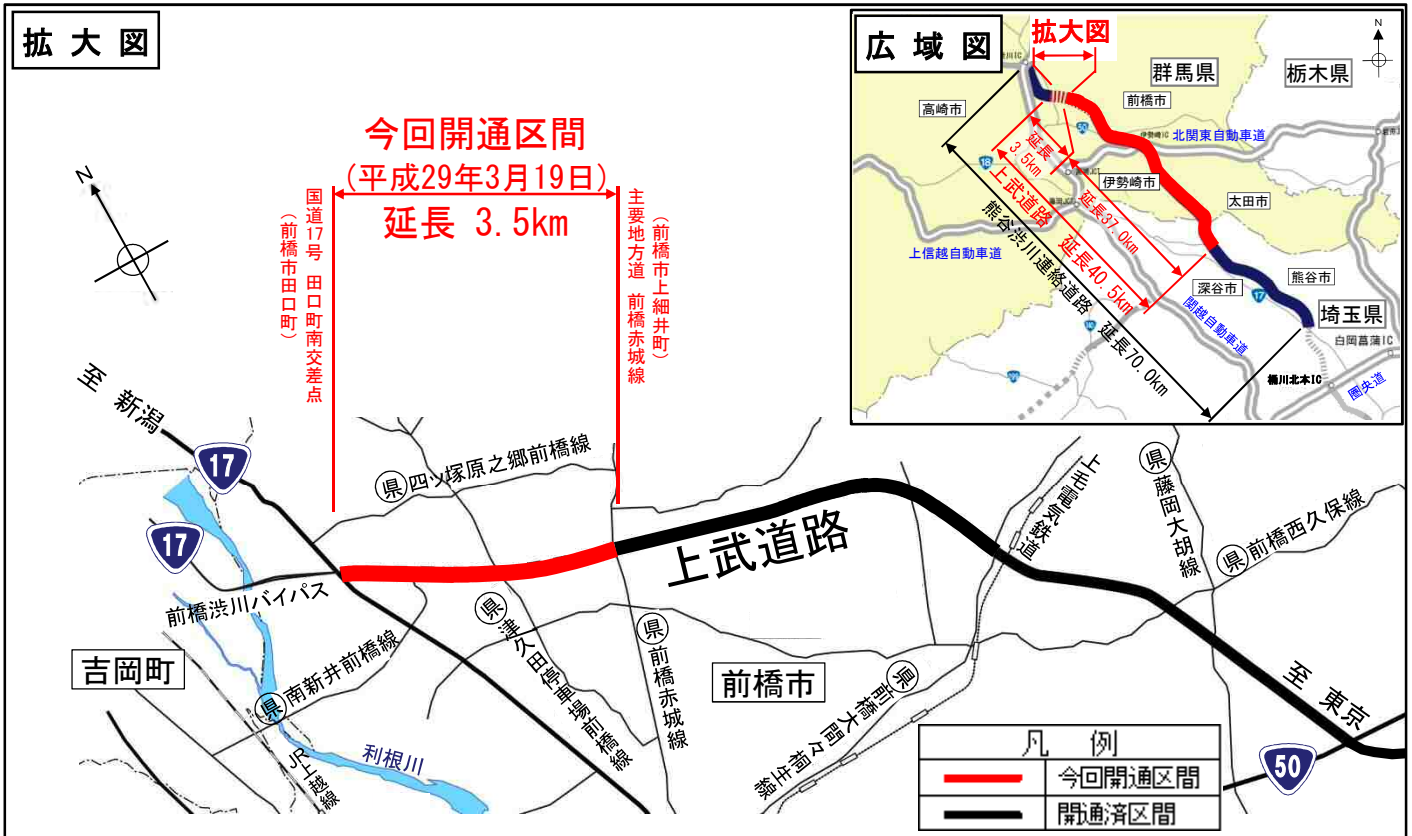 拡大図
今回開通区間
(平成29年3月19日)
延長 3.5km
国道17号 田口町南交差点
(前橋市田口町)
主要地方道 前橋赤城線
(前橋市上細井町)
N
至 新潟
17
17
前橋渋川バイパス
県 四ッ塚原之郷前橋線
上武道路
上毛電気鉄道
県 藤岡大胡線
県 前橋西久保線
吉岡町
県 南新井前橋線
JR上越線
利根川
県 津久田停車場前橋線
県 前橋赤城線
前橋市
県 前橋大間々桐生線
至 東京
50
凡例
今回開通区間
開通済区間
広域図
拡大図
N
群馬県
栃木県
高崎市
前橋市
50
伊勢崎IC
北関東自動車道
18
延長
3.5km
伊勢崎市
太田市
上武道路 延長40.5km
延長37.0km
熊谷渋川連絡道路 延長70.0km
上信越自動車道
深谷市
17
熊谷市
関越自動車道
埼玉県
白岡菖蒲IC
桶川北本IC
圏央道